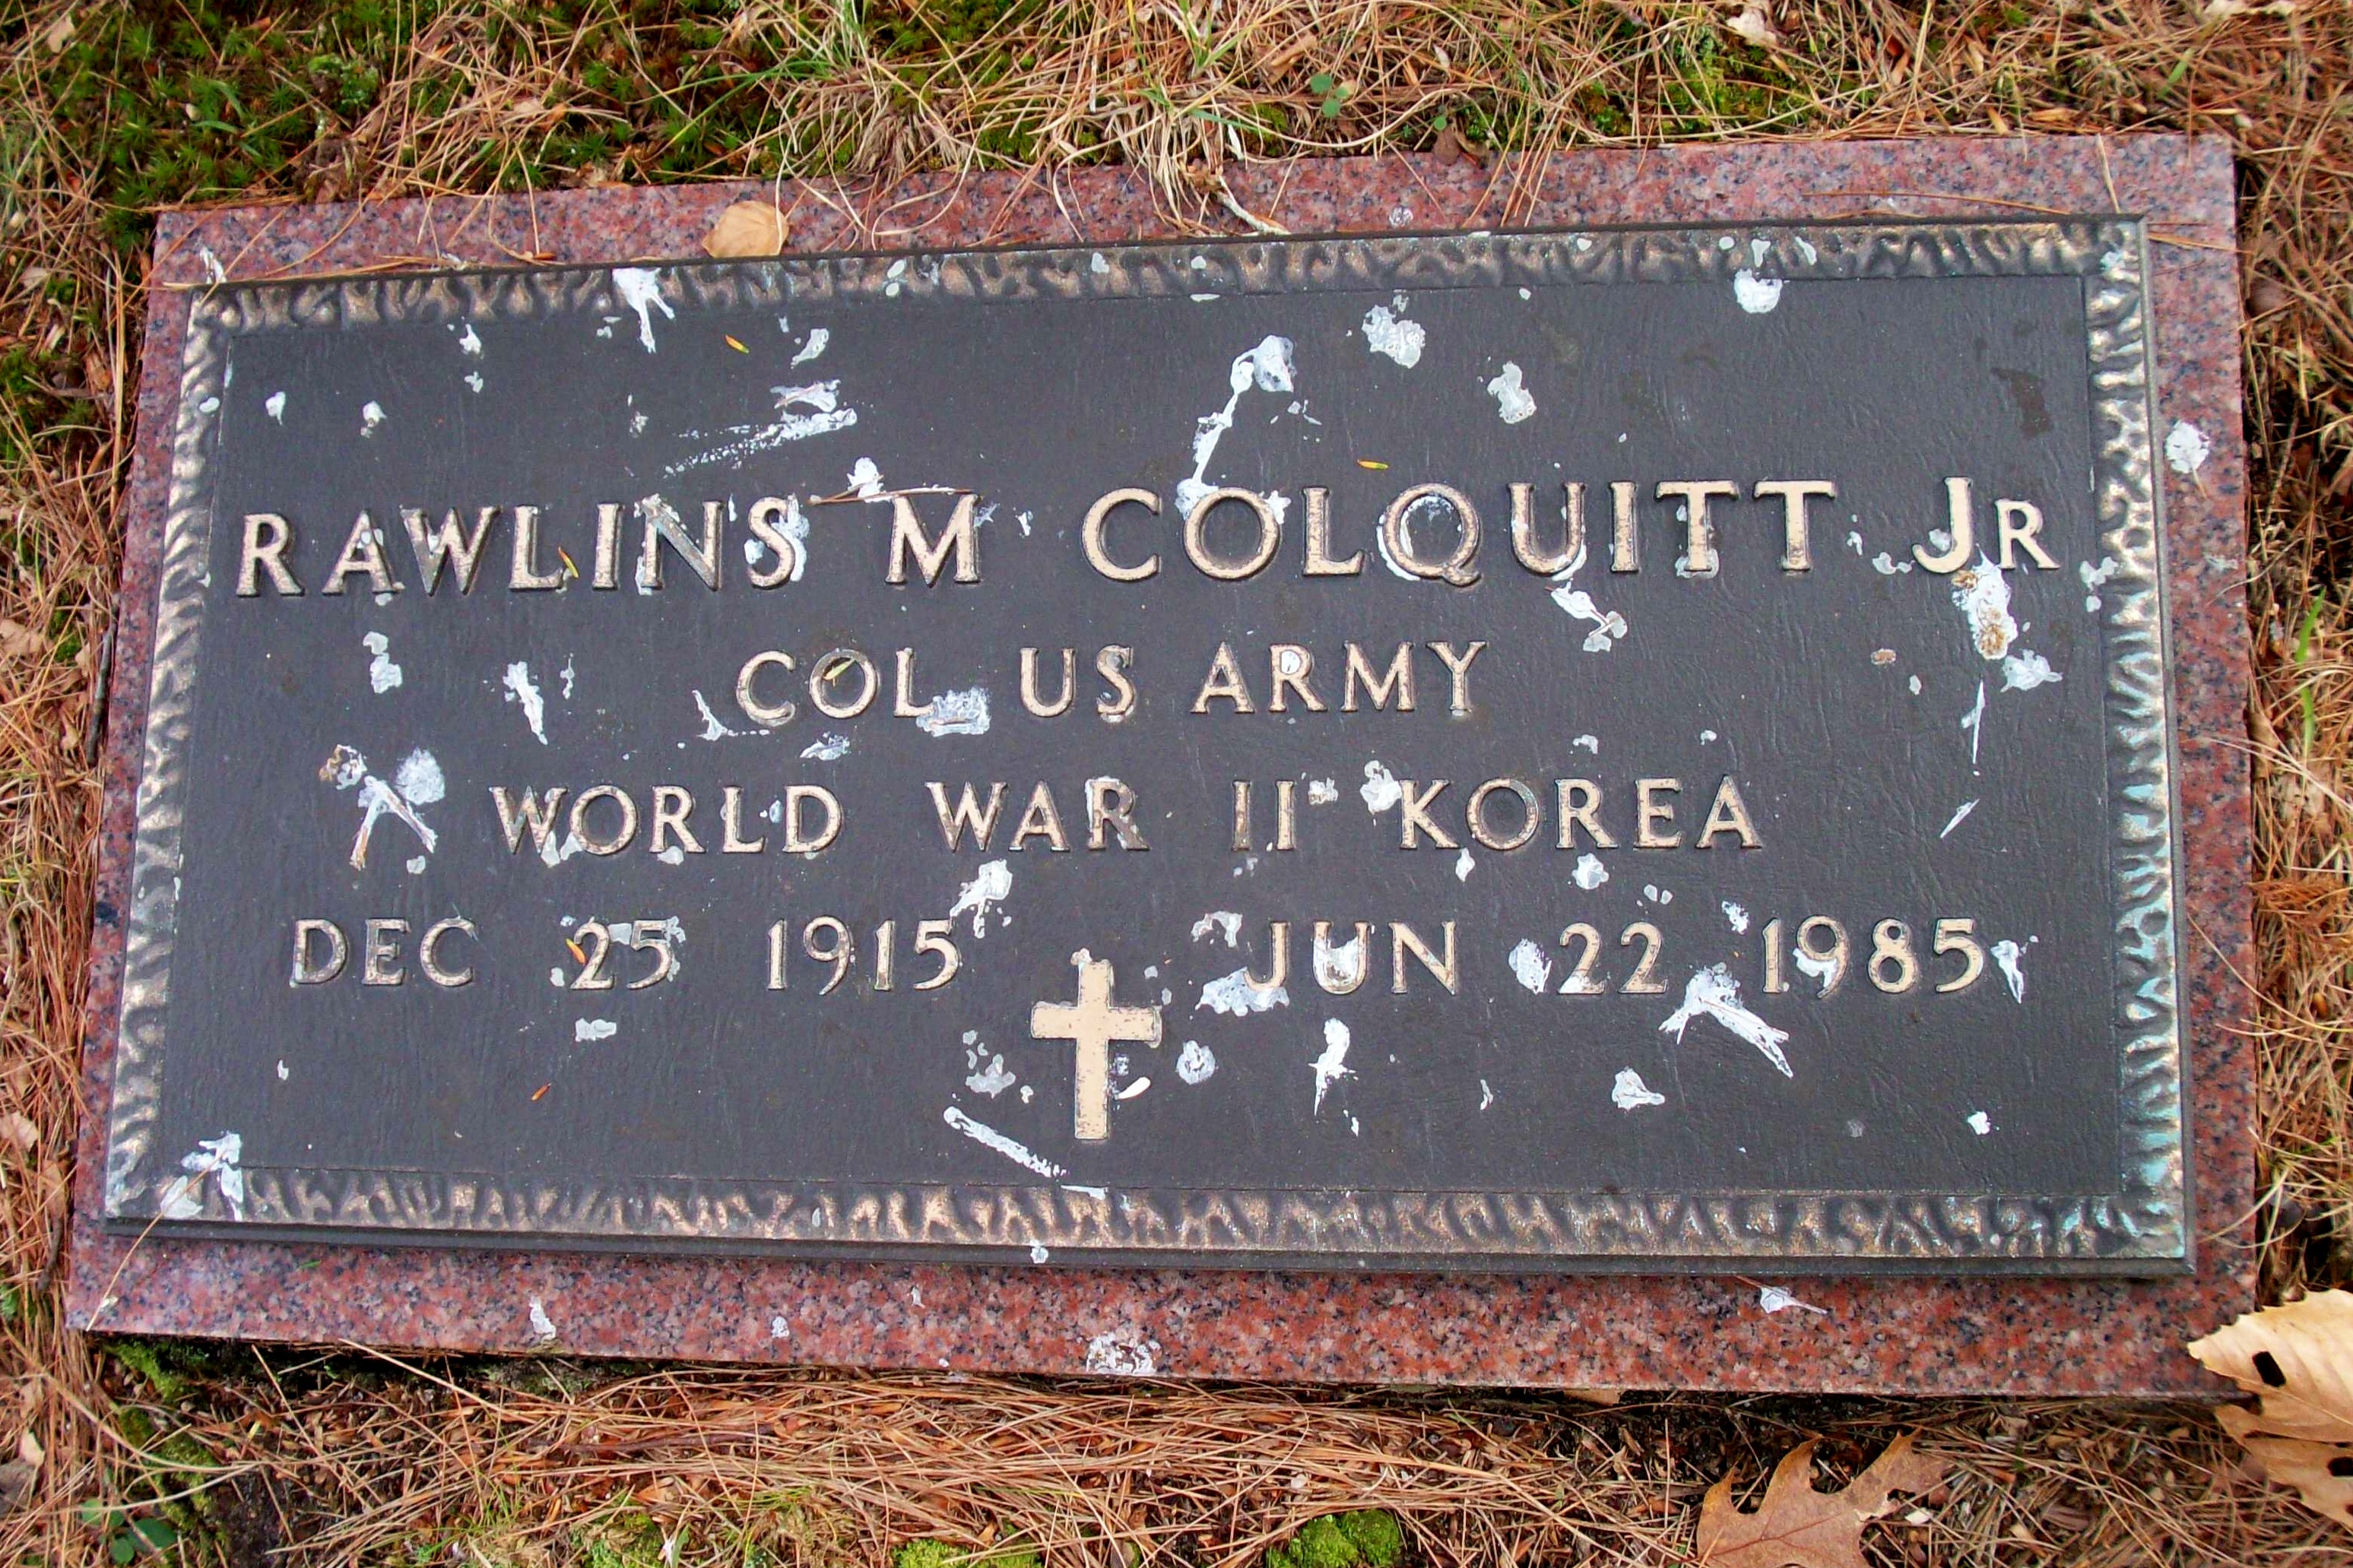 RAWLINS M COLQUITT JR
COL US ARMY
WORLD WAR II KOREA
DEC 25 1915 JUN 22 1985